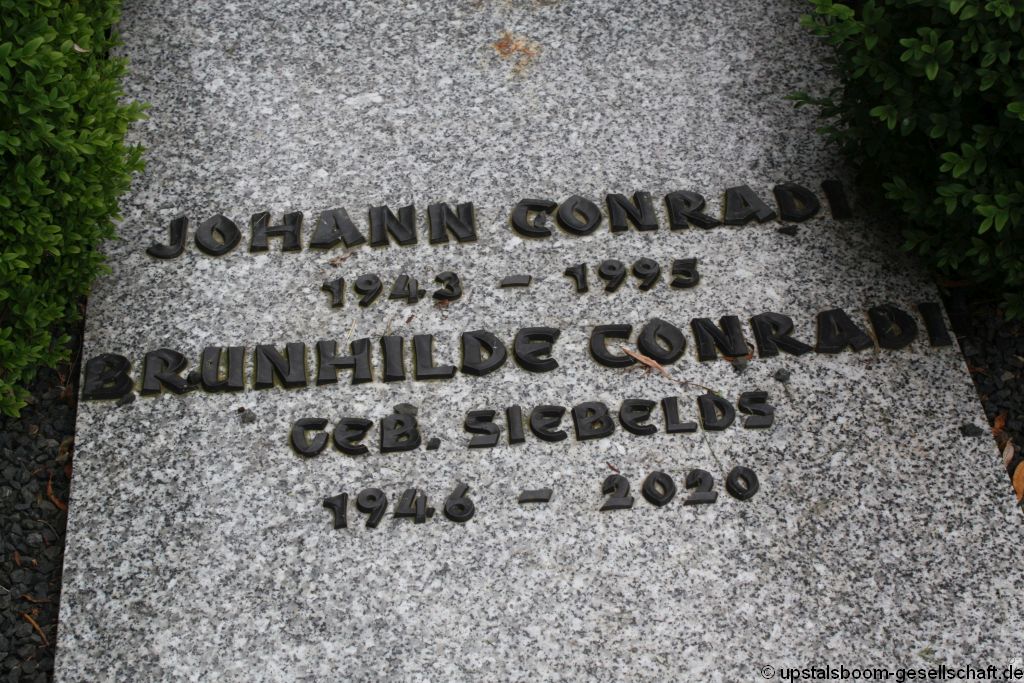 JOHANN CONRADI
1943 – 1995
BRUNHILDE CONRADI
GEB. SIEBELDS
1946 – 2020
© upstalsboom-gesellschaft.de